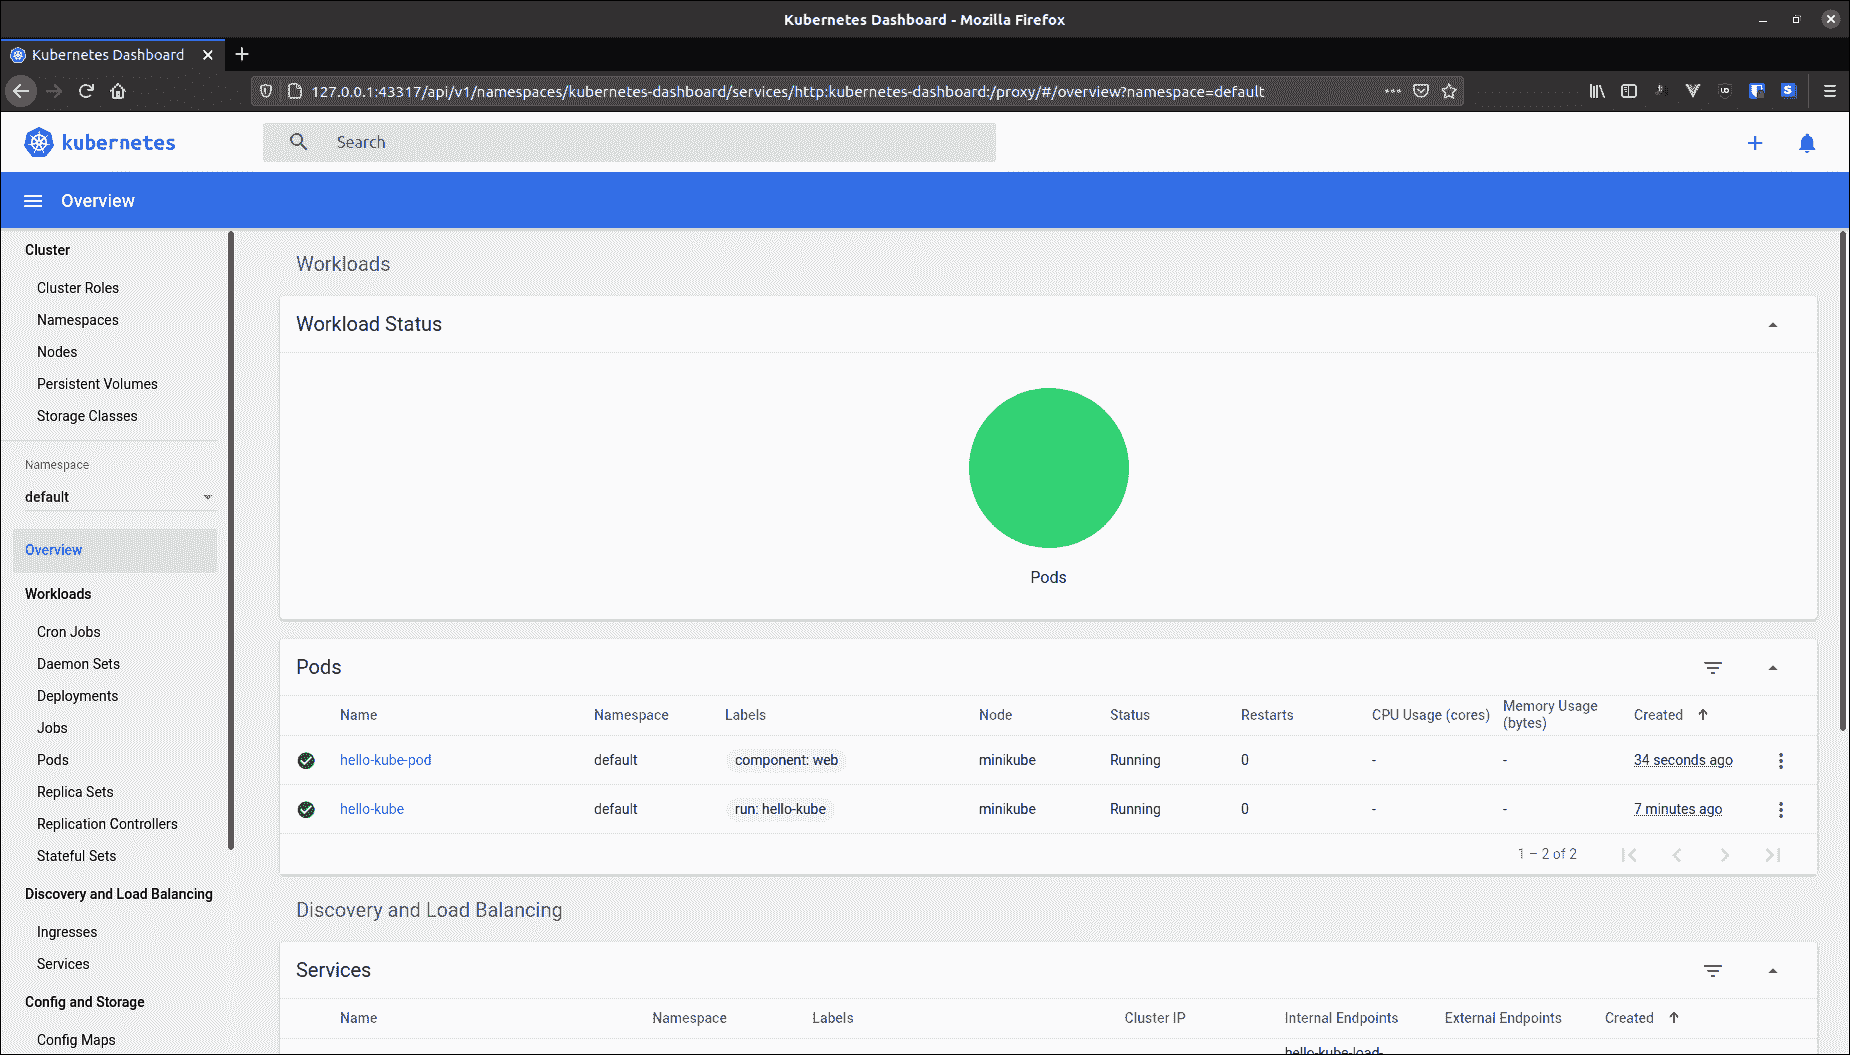 Kubernetes Dashboard - Mozilla Firefox
Kubernetes Dashboard
127.0.0.1:43317/api/v1/namespaces/kubernetes-dashboard/services/http:kubernetes-dashboard:/proxy/#/overview?namespace=default
kubernetes
Search
Overview
Cluster
Cluster Roles
Namespaces
Nodes
Persistent Volumes
Storage Classes
Namespace
default
Overview
Workloads
Cron Jobs
Daemon Sets
Deployments
Jobs
Pods
Replica Sets
Replication Controllers
Stateful Sets
Discovery and Load Balancing
Ingresses
Services
Config and Storage
Config Maps
Workloads
Workload Status
Pods
Pods
Name Namespace Labels Node Status Restarts CPU Usage (cores) Memory Usage (bytes) Created
hello-kube-pod default component: web minikube Running 0 - - 34 seconds ago
hello-kube default run: hello-kube minikube Running 0 - - 7 minutes ago
1 – 2 of 2
Discovery and Load Balancing
Services
Name Namespace Labels Cluster IP Internal Endpoints External Endpoints Created
hello-kube-load-